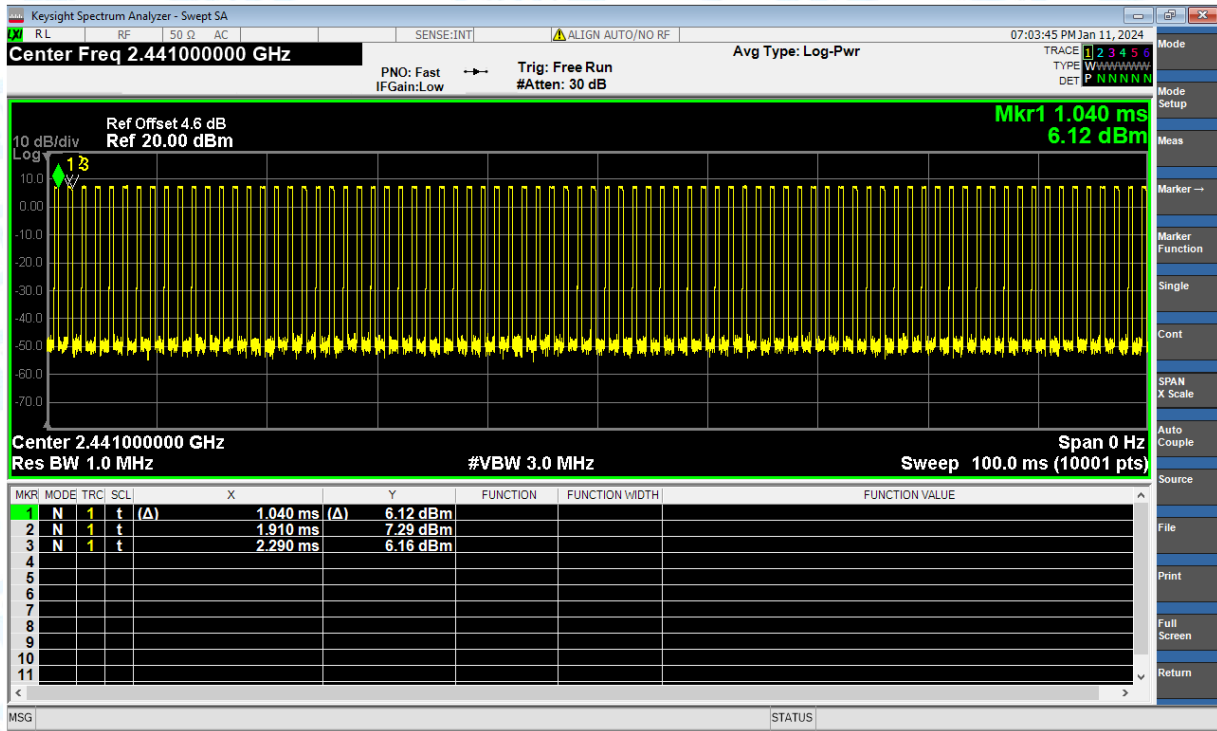 Keysight Spectrum Analyzer - Swept SA
LXI RL RF 50 Ω AC SENSE:INT ALIGN AUTO/NO RF 07:03:45 PM Jan 11, 2024
Center Freq 2.441000000 GHz
Avg Type: Log-Pwr
TRACE 1 2 3 4 5 6
PNO: Fast Trig: Free Run
TYPE WWWWWW
IFGain:Low #Atten: 30 dB
DET P N N N N N
Mkr1 1.040 ms
6.12 dBm
Ref Offset 4.6 dB
10 dB/div Ref 20.00 dBm
Log
1 2 3
10.0
0.00
-10.0
-20.0
-30.0
-40.0
-50.0
-60.0
-70.0
Center 2.441000000 GHz Span 0 Hz
Res BW 1.0 MHz #VBW 3.0 MHz Sweep 100.0 ms (10001 pts)
MKR MODE TRC SCL X Y FUNCTION FUNCTION WIDTH FUNCTION VALUE
1 N 1 t (Δ) 1.040 ms (Δ) 6.12 dBm
2 N 1 t 1.910 ms 7.29 dBm
3 N 1 t 2.290 ms 6.16 dBm
4
5
6
7
8
9
10
11
MSG STATUS
Mode
Mode
Setup
Meas
Marker →
Marker
Function
Single
Cont
SPAN
X Scale
Auto
Couple
Source
File
Print
Full
Screen
Return